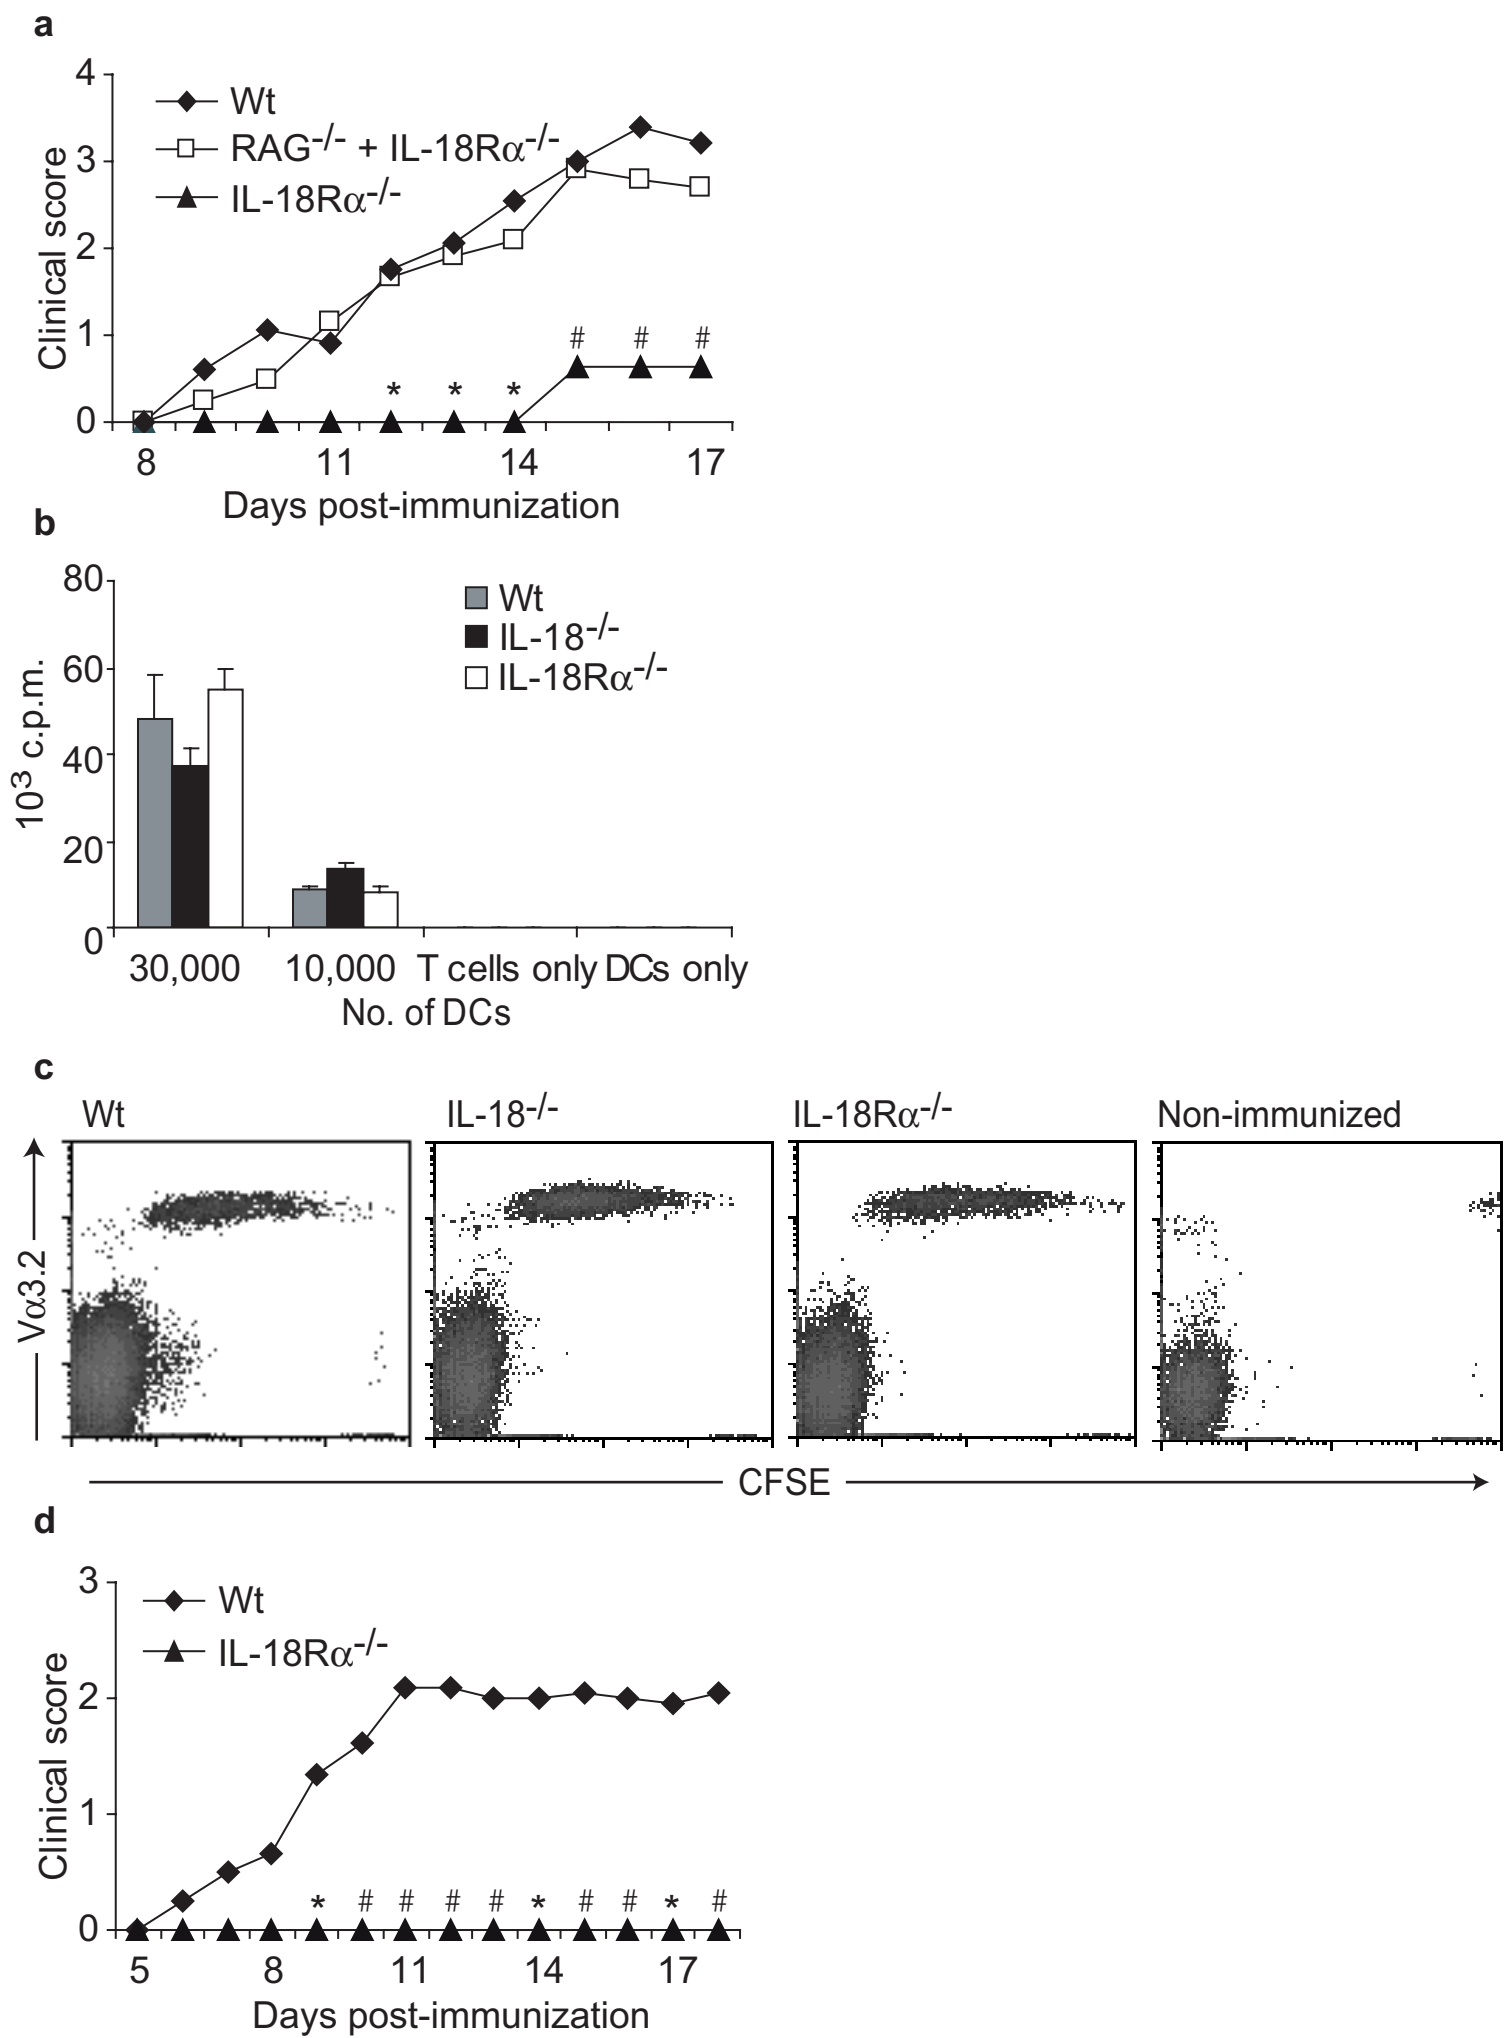 a
4
3
2
1
0
Clinical score
Wt
RAG-/- + IL-18Rα-/-
IL-18Rα-/-
* * * # # #
8 11 14 17
Days post-immunization
b
80
60
40
20
0
10³ c.p.m.
Wt
IL-18-/-
IL-18Rα-/-
30,000 10,000 T cells only DCs only
No. of DCs
c
Wt IL-18-/- IL-18Rα-/- Non-immunized
Vα3.2
CFSE
d
3
2
1
0
Clinical score
Wt
IL-18Rα-/-
* # # # # * # # * #
5 8 11 14 17
Days post-immunization